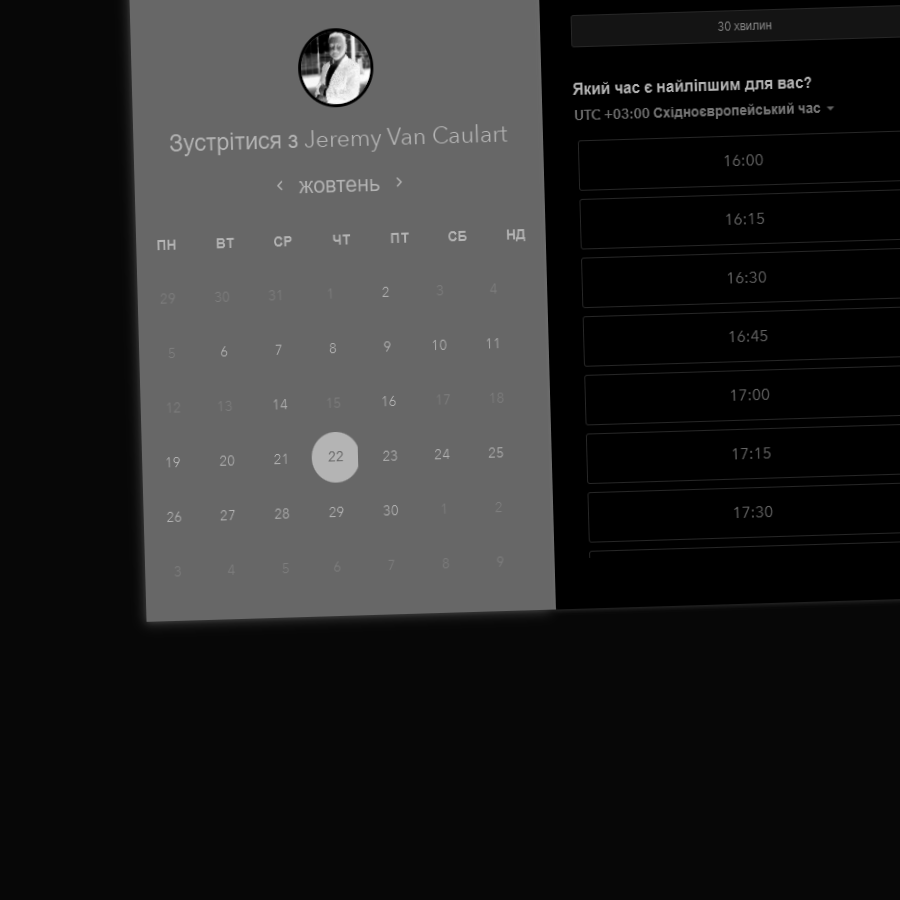 Зустрітися з Jeremy Van Caulart
‹ жовтень ›
ПН ВТ СР ЧТ ПТ СБ НД
29 30 31 1 2 3 4
5 6 7 8 9 10 11
12 13 14 15 16 17 18
19 20 21 22 23 24 25
26 27 28 29 30 1 2
3 4 5 6 7 8 9
30 хвилин
Який час є найліпшим для вас?
UTC +03:00 Східноєвропейський час
16:00
16:15
16:30
16:45
17:00
17:15
17:30